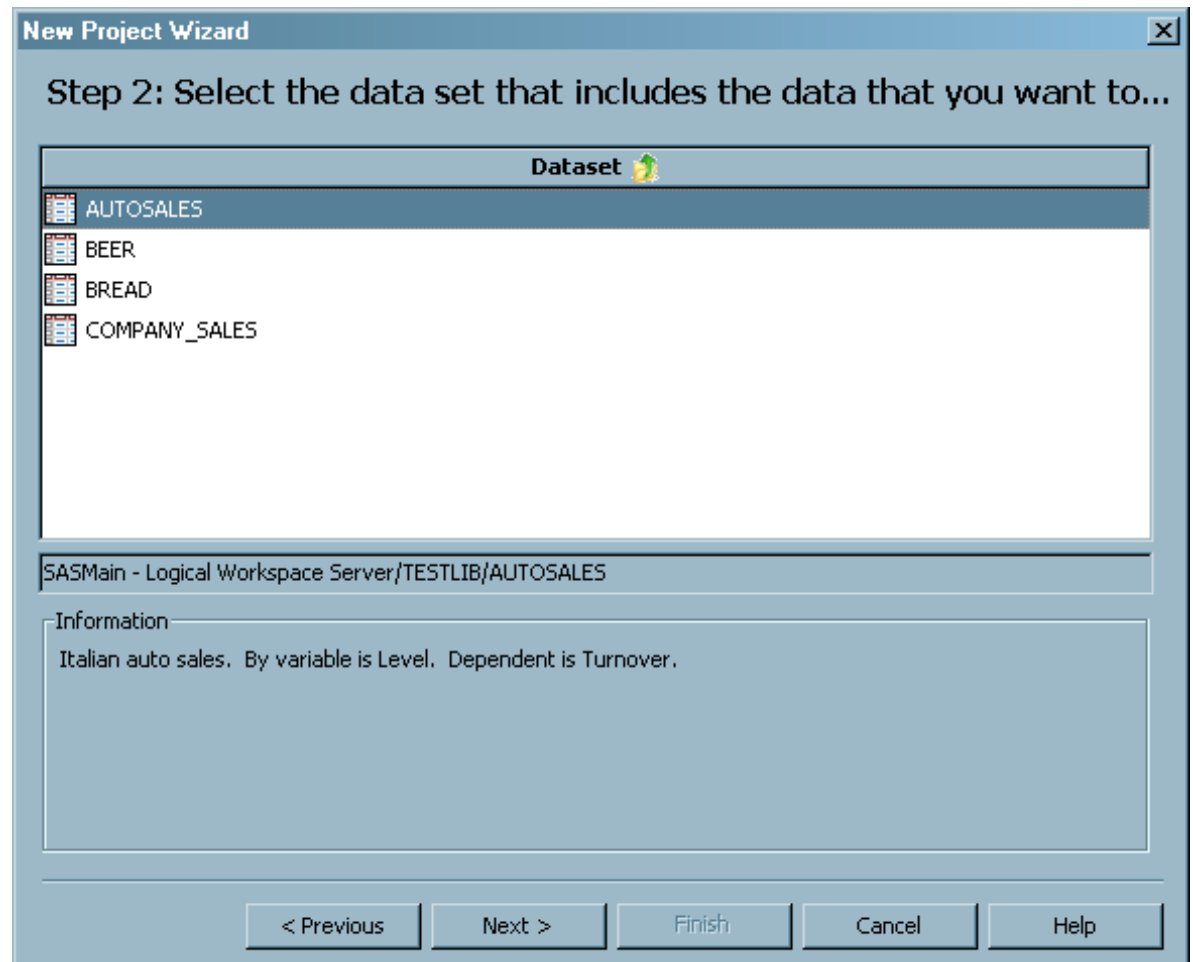 New Project Wizard
Step 2: Select the data set that includes the data that you want to...
Dataset
AUTOSALES
BEER
BREAD
COMPANY_SALES
SASMain - Logical Workspace Server/TESTLIB/AUTOSALES
Information
Italian auto sales.  By variable is Level.  Dependent is Turnover.
< Previous
Next >
Finish
Cancel
Help